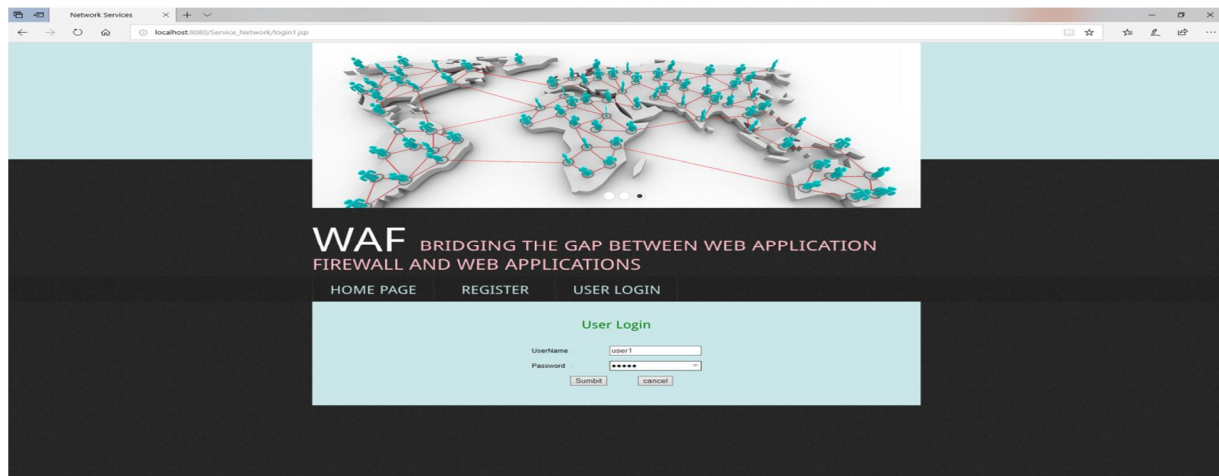 Network Services
localhost:8080/Service_Network/login1.jsp
WAF BRIDGING THE GAP BETWEEN WEB APPLICATION
FIREWALL AND WEB APPLICATIONS
HOME PAGE REGISTER USER LOGIN
User Login
UserName user1
Password •••••
Sumbit cancel